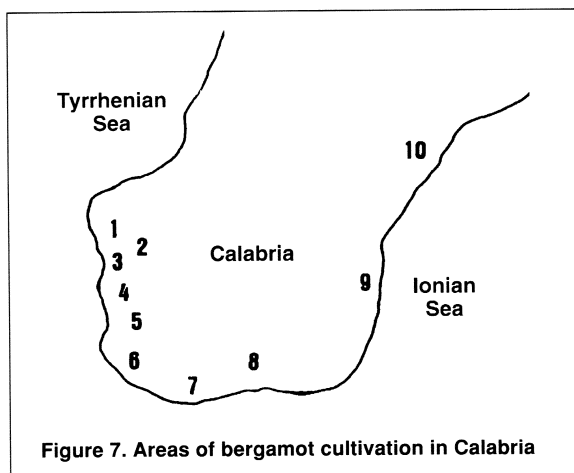 Tyrrhenian
Sea
10
1
2
Calabria
3
9
Ionian
Sea
4
5
6
8
7
Figure 7. Areas of bergamot cultivation in Calabria